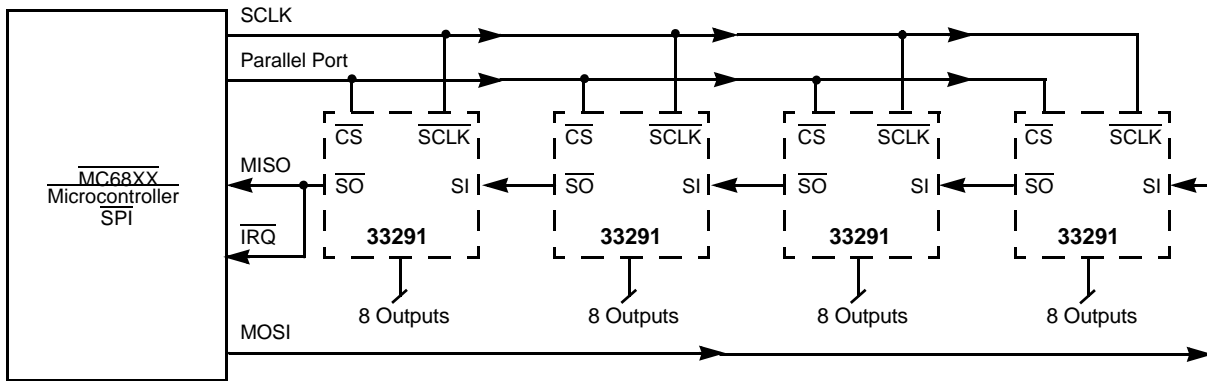 SCLK
Parallel Port
CS SCLK CS SCLK CS SCLK CS SCLK
MISO
MC68XX
Microcontroller
SPI
SO SI SO SI SO SI SO SI
IRQ
33291 33291 33291 33291
8 Outputs 8 Outputs 8 Outputs 8 Outputs
MOSI